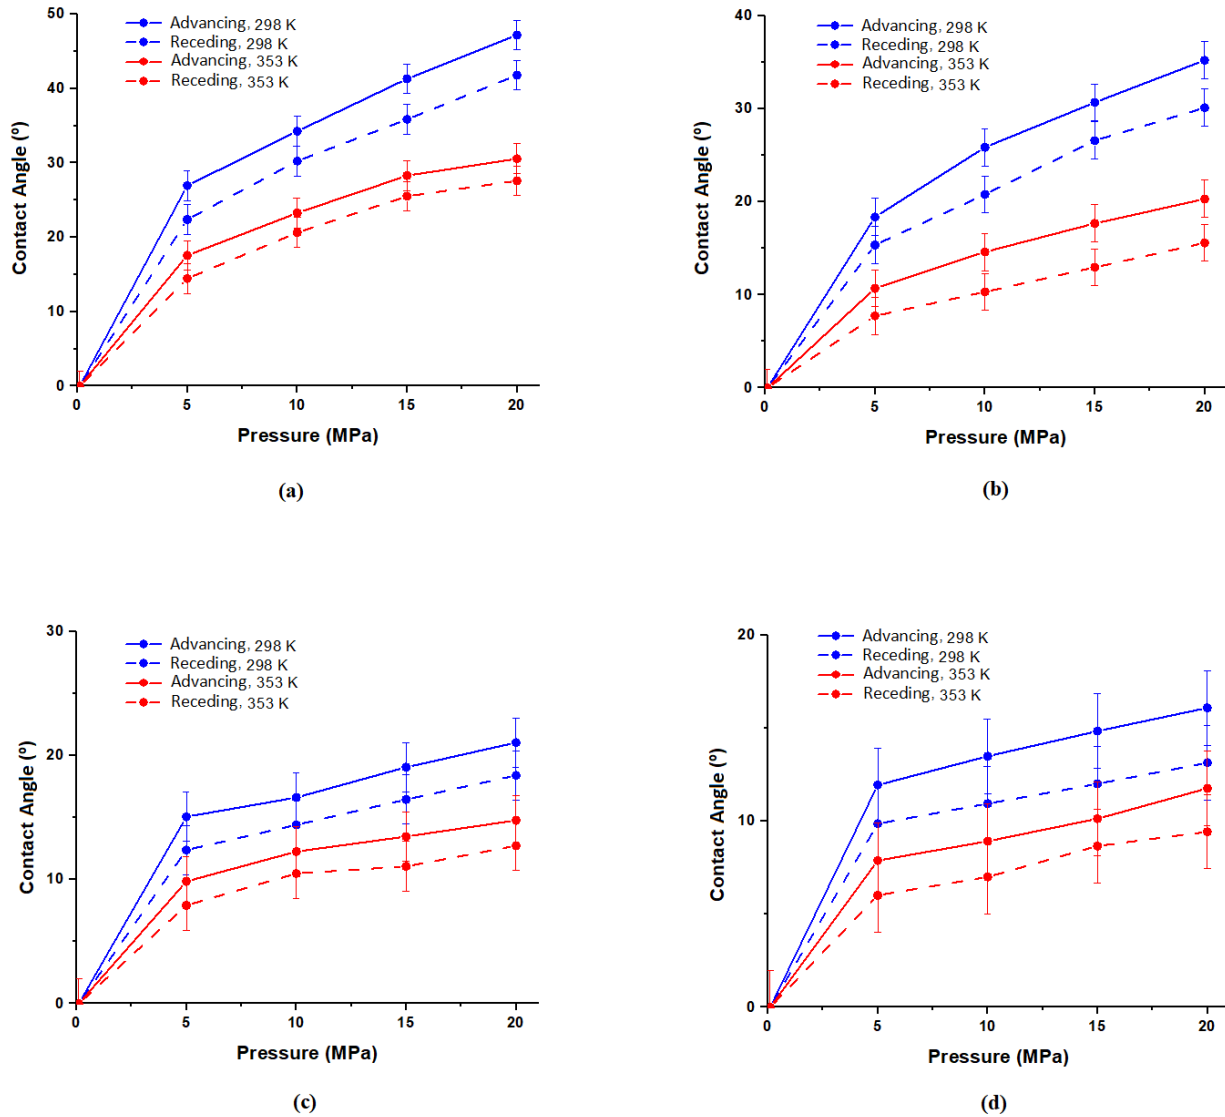 Advancing, 298 K
Receding, 298 K
Advancing, 353 K
Receding, 353 K
50
40
30
20
10
0
Contact Angle (º)
0 5 10 15 20
Pressure (MPa)
(a)
Advancing, 298 K
Receding, 298 K
Advancing, 353 K
Receding, 353 K
40
30
20
10
0
Contact Angle (º)
0 5 10 15 20
Pressure (MPa)
(b)
Advancing, 298 K
Receding, 298 K
Advancing, 353 K
Receding, 353 K
30
20
10
0
Contact Angle (º)
0 5 10 15 20
Pressure (MPa)
(c)
Advancing, 298 K
Receding, 298 K
Advancing, 353 K
Receding, 353 K
20
10
0
Contact Angle (º)
0 5 10 15 20
Pressure (MPa)
(d)